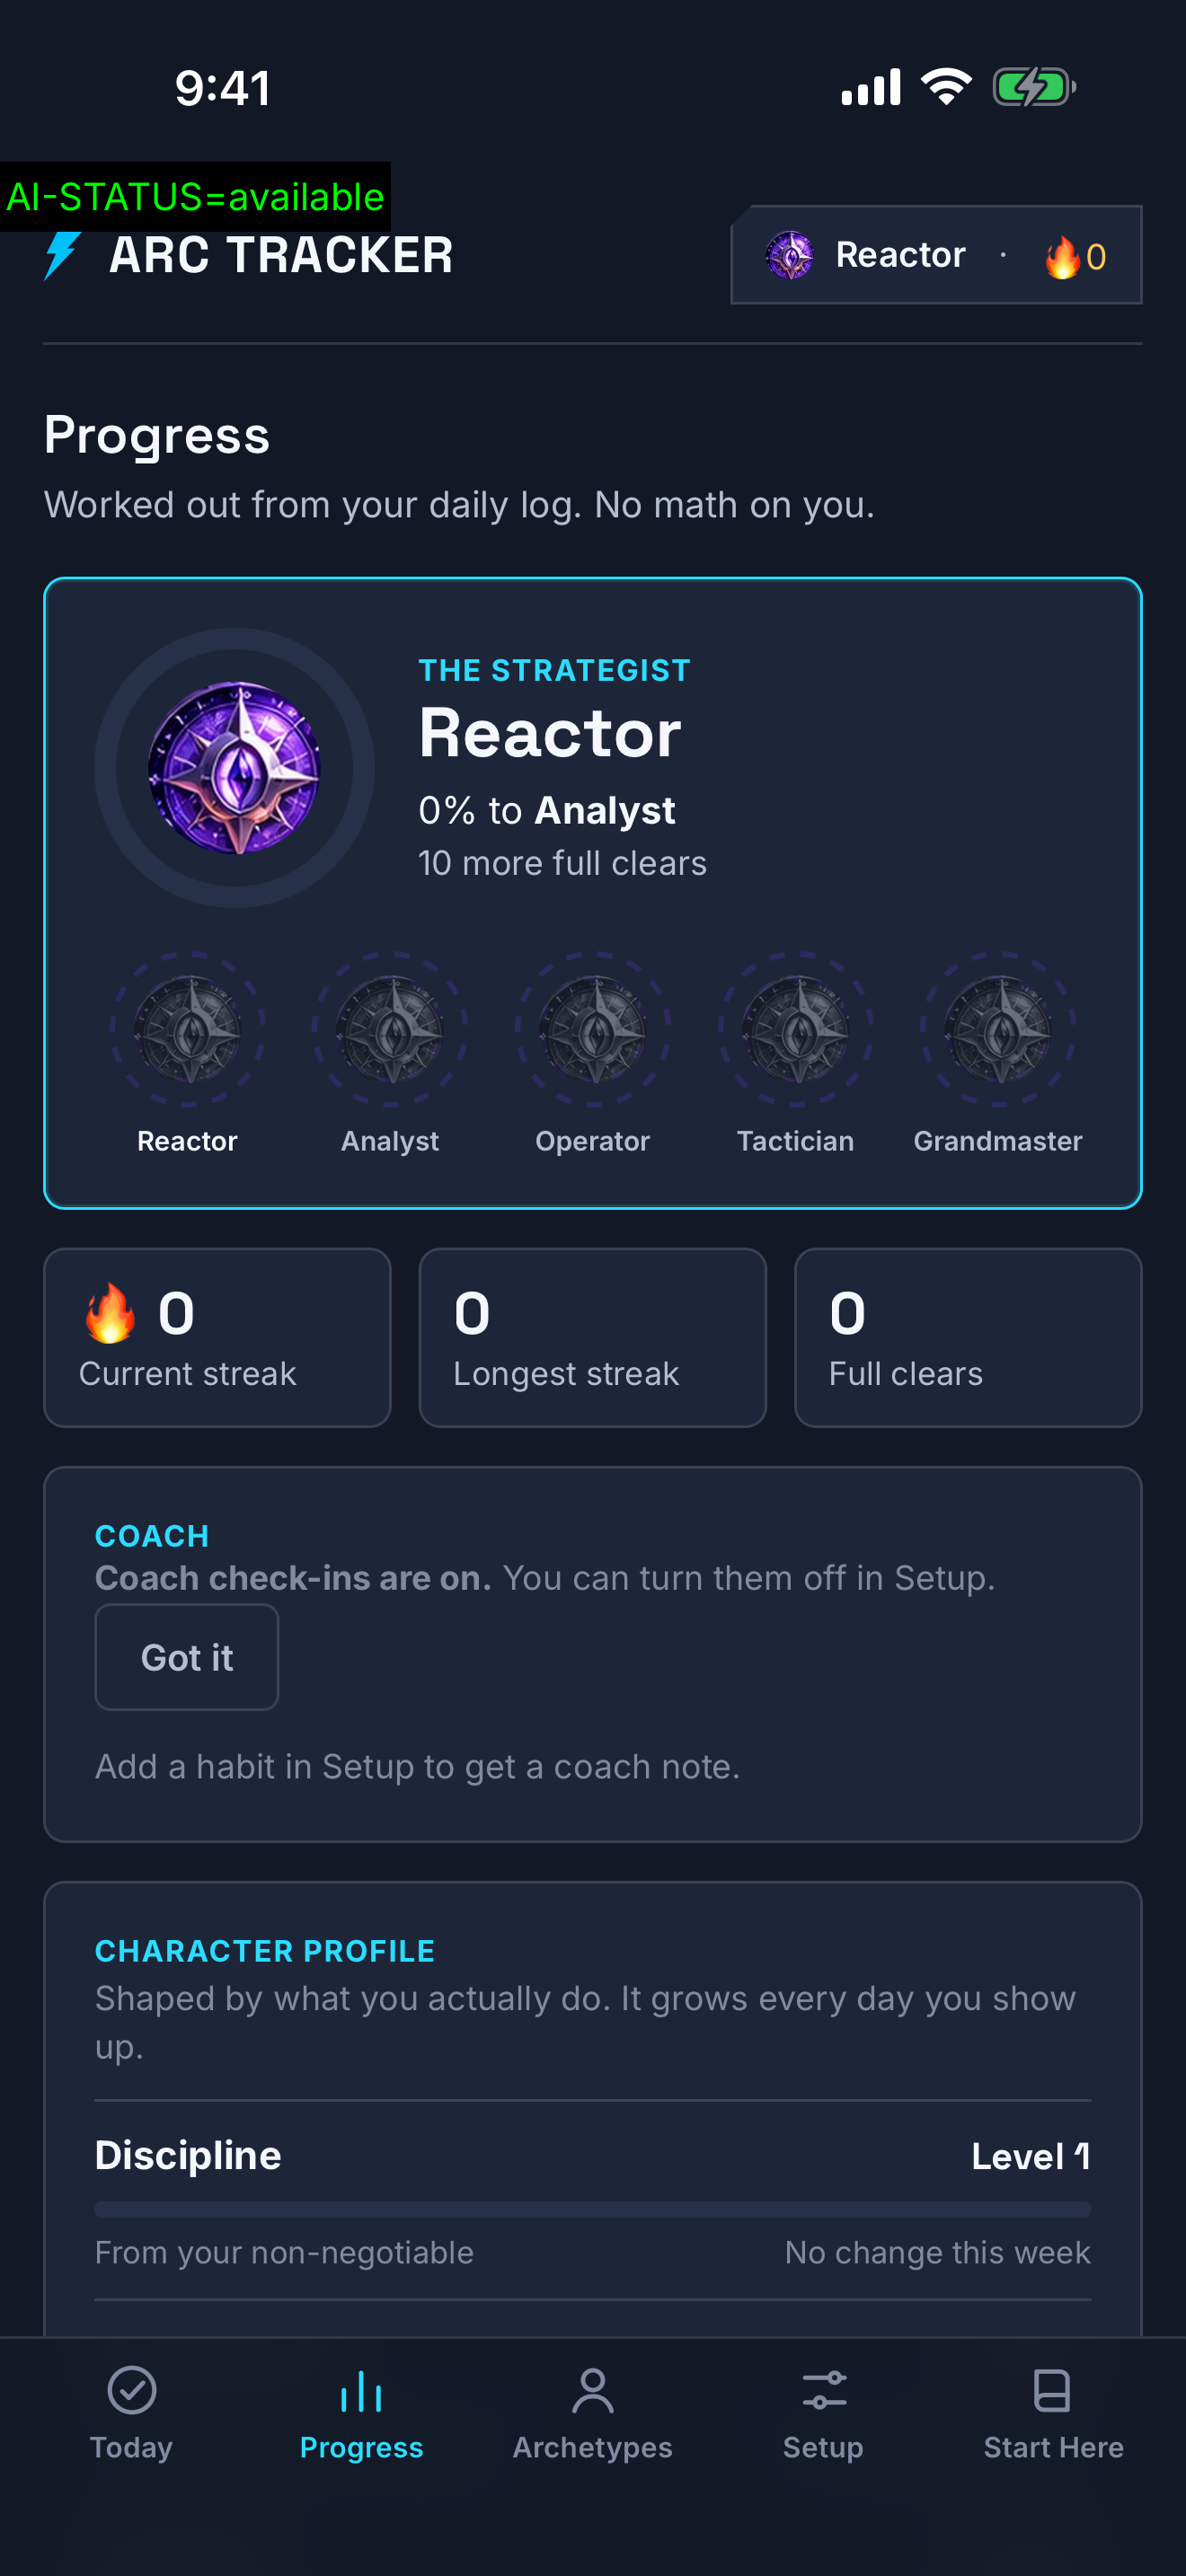 9:41
AI-STATUS=available
ARC TRACKER
Reactor · 🔥0
Progress
Worked out from your daily log. No math on you.
THE STRATEGIST
Reactor
0% to Analyst
10 more full clears
Reactor Analyst Operator Tactician Grandmaster
🔥 0
Current streak
0
Longest streak
0
Full clears
COACH
Coach check-ins are on. You can turn them off in Setup.
Got it
Add a habit in Setup to get a coach note.
CHARACTER PROFILE
Shaped by what you actually do. It grows every day you show
up.
Discipline Level 1
From your non-negotiable No change this week
Today Progress Archetypes Setup Start Here